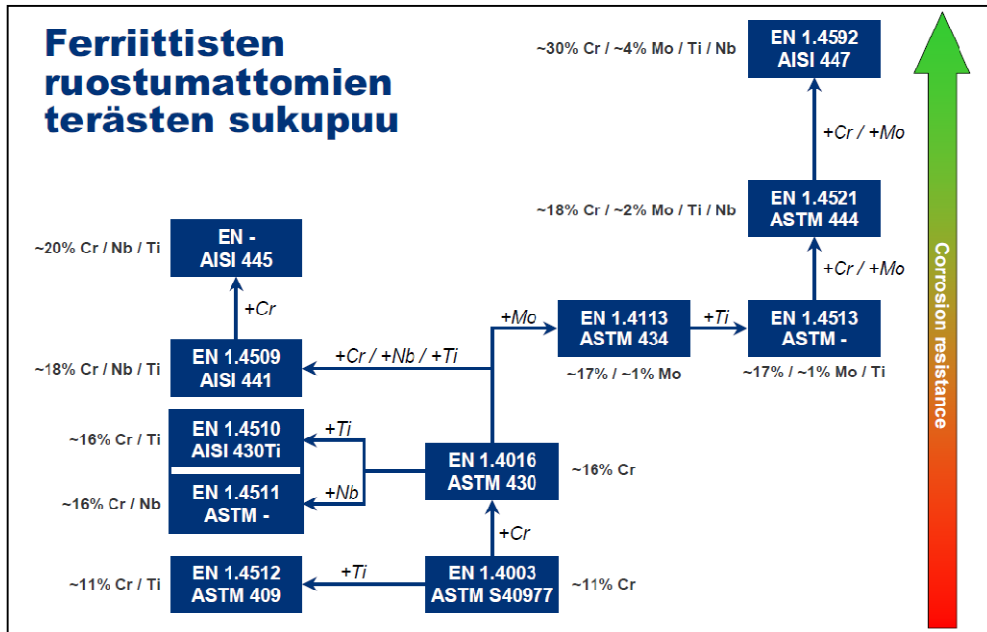 Ferriittisten
ruostumattomien
terästen sukupuu
~30% Cr / ~4% Mo / Ti / Nb
EN 1.4592
AISI 447
+Cr / +Mo
~18% Cr / ~2% Mo / Ti / Nb
EN 1.4521
ASTM 444
+Cr / +Mo
~20% Cr / Nb / Ti
EN -
AISI 445
+Cr
+Mo
EN 1.4113
ASTM 434
+Ti
EN 1.4513
ASTM -
~17% / ~1% Mo
~17% / ~1% Mo / Ti
~18% Cr / Nb / Ti
EN 1.4509
AISI 441
+Cr / +Nb / +Ti
~16% Cr / Ti
EN 1.4510
AISI 430Ti
+Ti
~16% Cr / Nb
EN 1.4511
ASTM -
+Nb
EN 1.4016
ASTM 430
~16% Cr
+Cr
~11% Cr / Ti
EN 1.4512
ASTM 409
+Ti
EN 1.4003
ASTM S40977
~11% Cr
Corrosion resistance